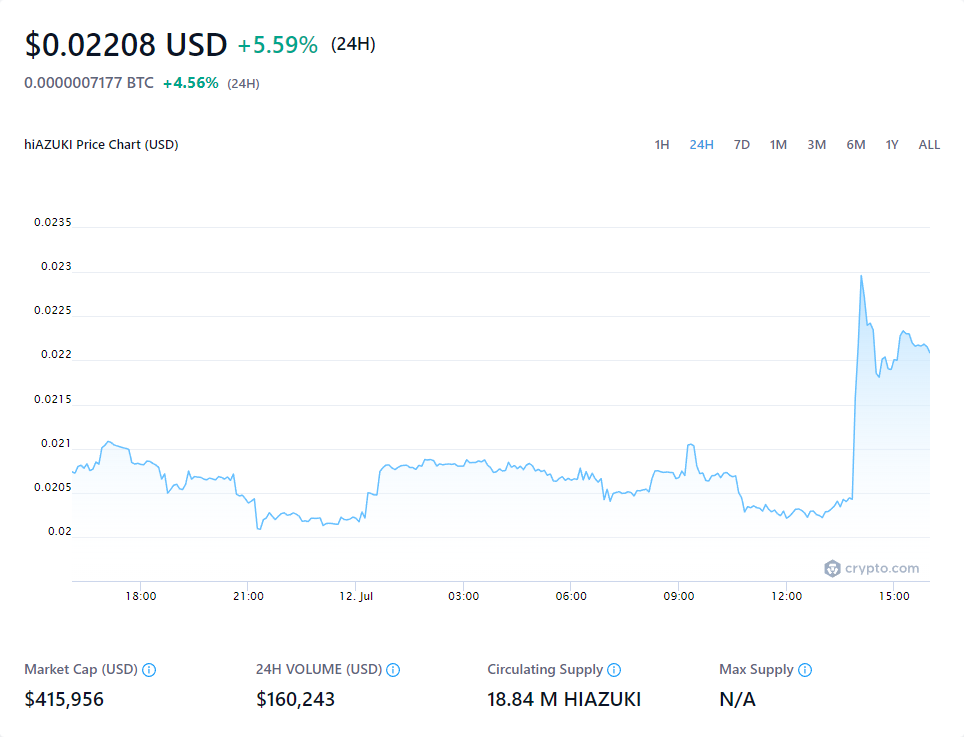 $0.02208 USD +5.59% (24H)
0.0000007177 BTC +4.56% (24H)
hiAZUKI Price Chart (USD) 1H 24H 7D 1M 3M 6M 1Y ALL
0.0235
0.023
0.0225
0.022
0.0215
0.021
0.0205
0.02
crypto.com
18:00 21:00 12. Jul 03:00 06:00 09:00 12:00 15:00
Market Cap (USD) 24H VOLUME (USD) Circulating Supply Max Supply
$415,956 $160,243 18.84 M HIAZUKI N/A